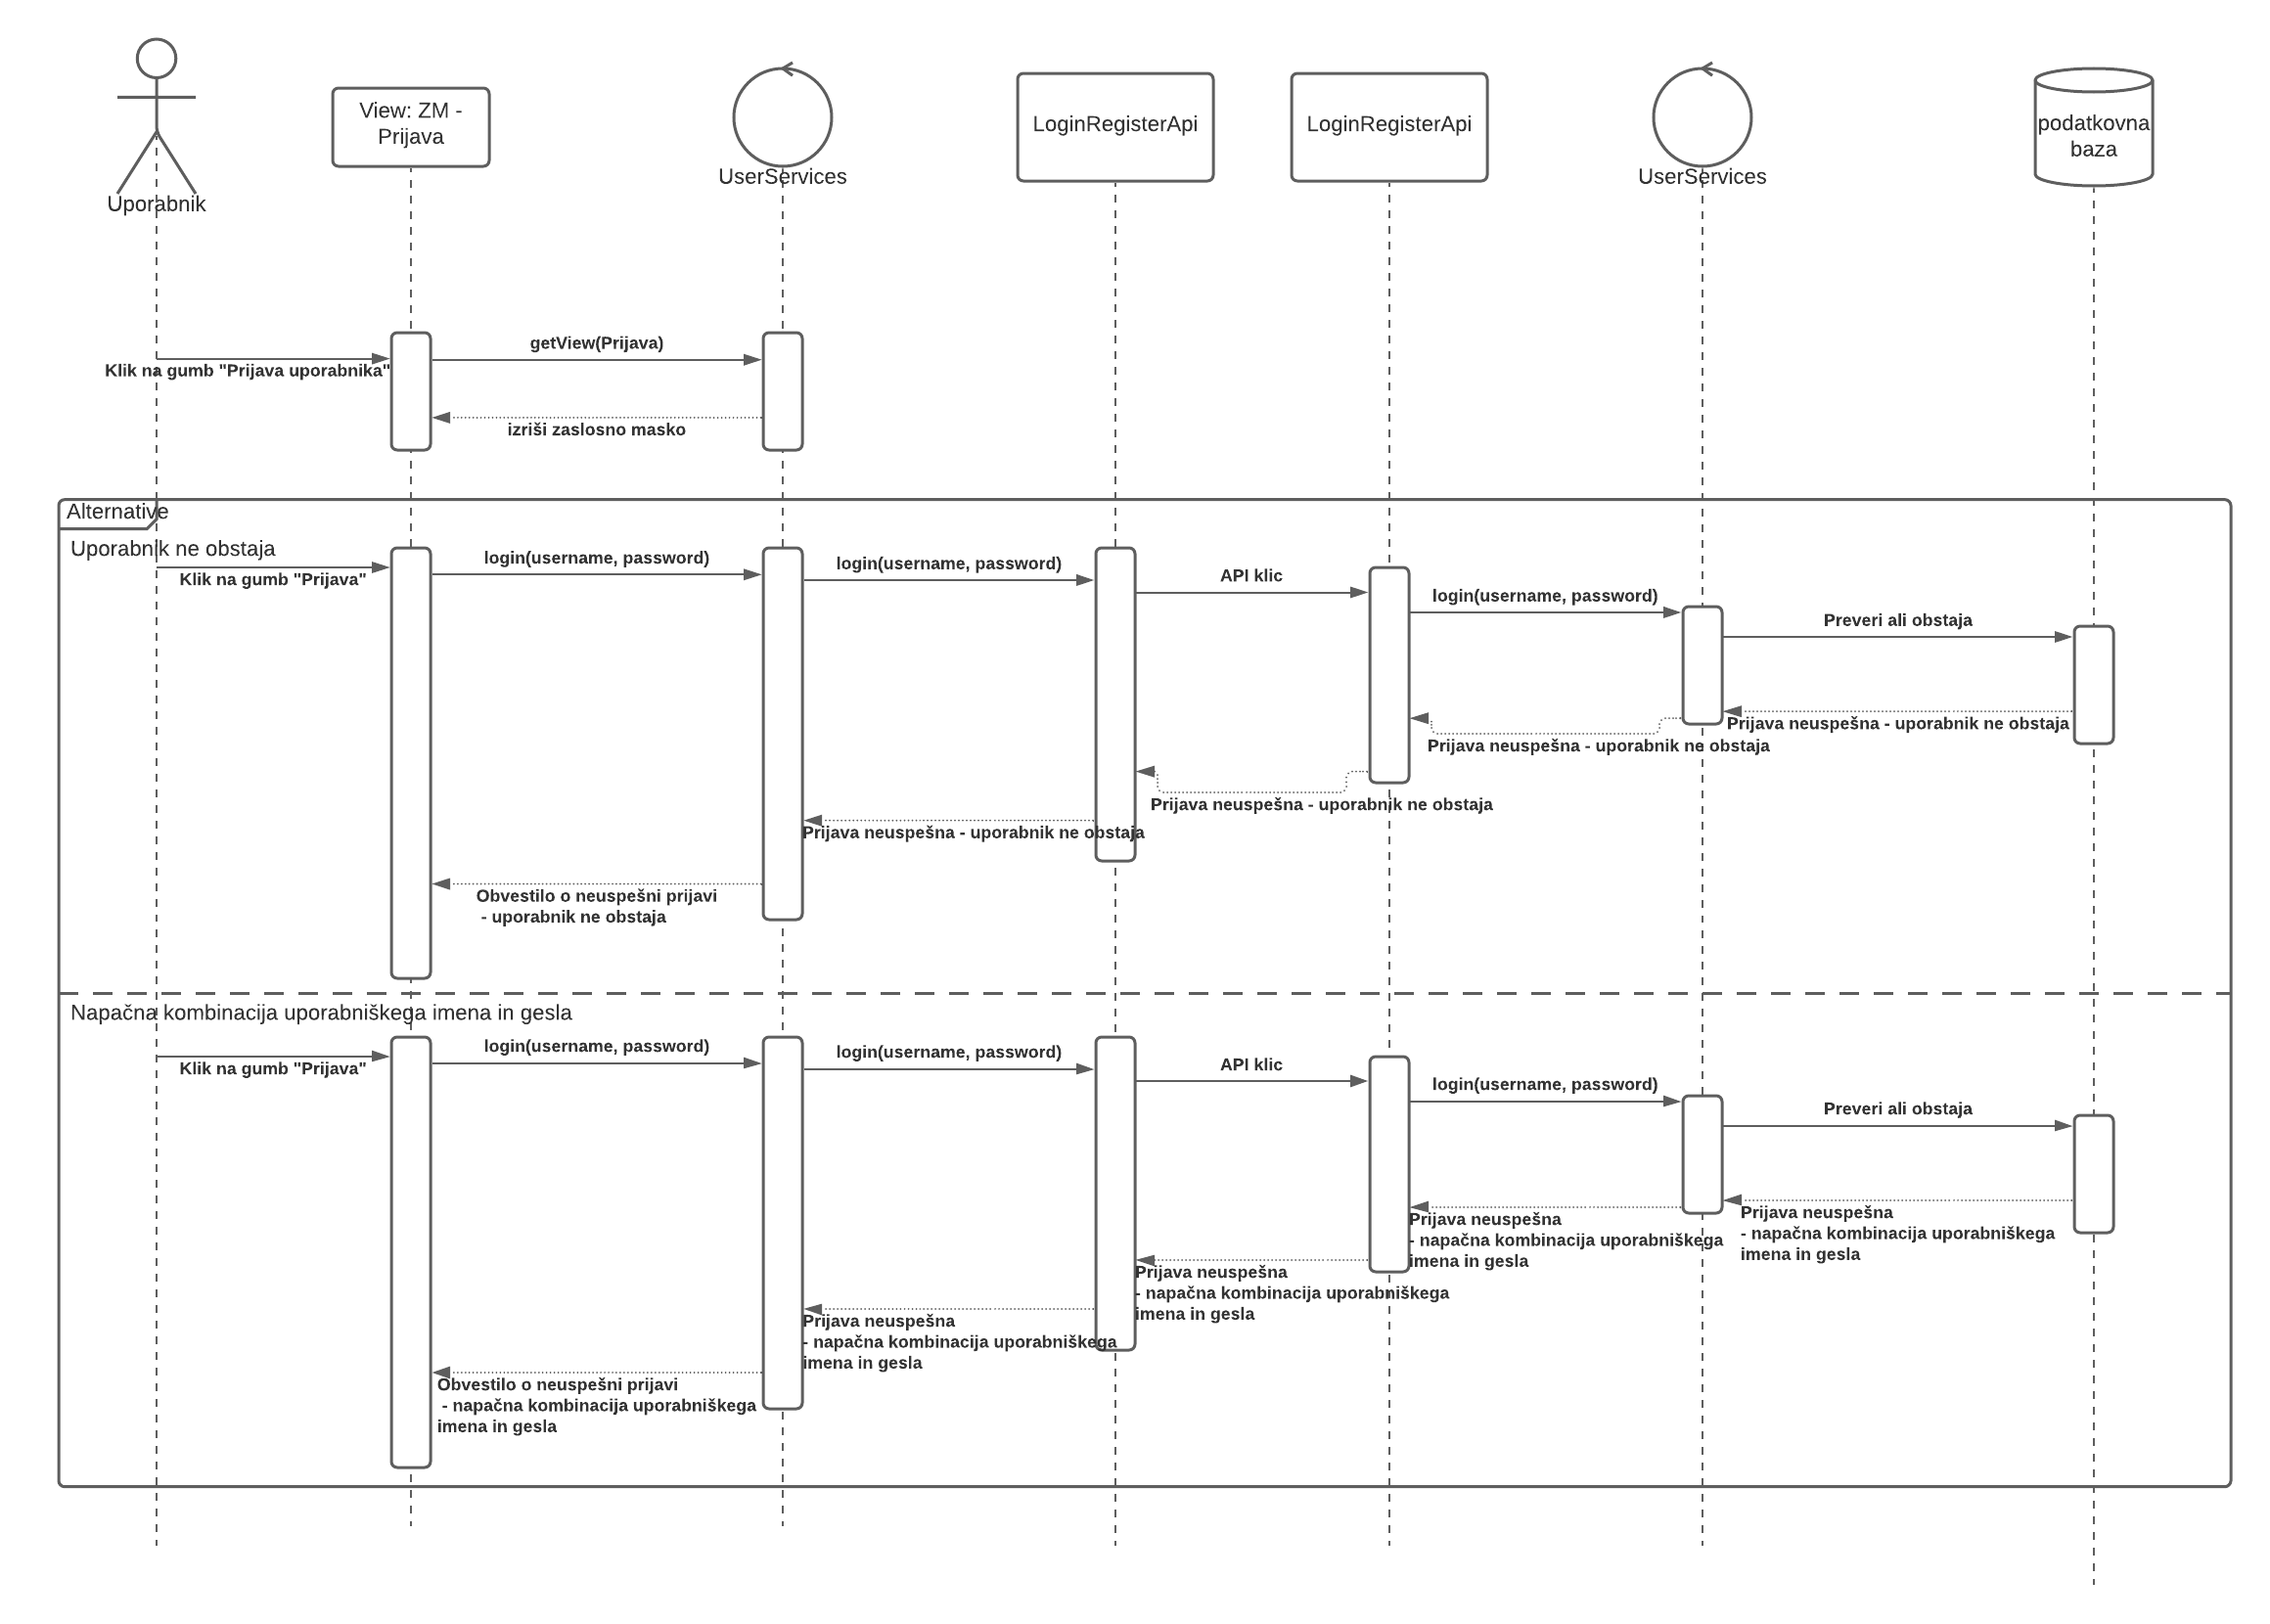 View: ZM -
Prijava
LoginRegisterApi
LoginRegisterApi
podatkovna
baza
UserServices
UserServices
Uporabnik
getView(Prijava)
Klik na gumb "Prijava uporabnika"
izriši zaslosno masko
Alternative
Uporabnik ne obstaja
login(username, password)
login(username, password)
API klic
Klik na gumb "Prijava"
login(username, password)
Preveri ali obstaja
Prijava neuspešna - uporabnik ne obstaja
Prijava neuspešna - uporabnik ne obstaja
Prijava neuspešna - uporabnik ne obstaja
Prijava neuspešna - uporabnik ne obstaja
Obvestilo o neuspešni prijavi
- uporabnik ne obstaja
Napačna kombinacija uporabniškega imena in gesla
login(username, password)
login(username, password)
API klic
Klik na gumb "Prijava"
login(username, password)
Preveri ali obstaja
Prijava neuspešna
- napačna kombinacija uporabniškega
imena in gesla
Prijava neuspešna
- napačna kombinacija uporabniškega
imena in gesla
Prijava neuspešna
- napačna kombinacija uporabniškega
imena in gesla
Prijava neuspešna
- napačna kombinacija uporabniškega
imena in gesla
Obvestilo o neuspešni prijavi
- napačna kombinacija uporabniškega
imena in gesla